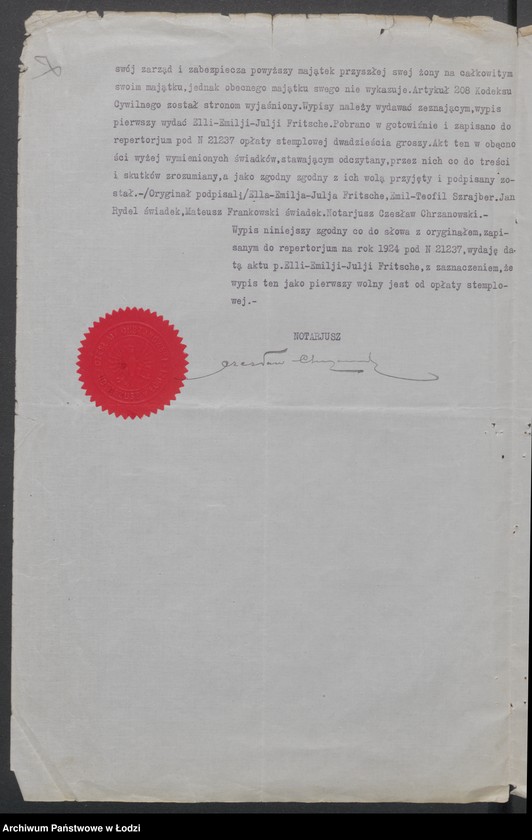 swój zarząd i zabezpiecza powyższy majątek przyszłej swej żony na całkowitym
swoim majątku,jednak obecnego majątku swego nie wykazuje.Artykuł 208 Kodeksu
Cywilnego został stronom wyjaśniony.Wypisy należy wydawać zeznającym,wypis
pierwszy wydać Elli-Emilji-Julji Fritsche.Pobrano w gotowiźnie i zapisano do
repertorjum pod N 21237 opłaty stemplowej dwadzieścia groszy.Akt ten w obecno
ści wyżej wymienionych świadków,stawającym odczytany,przez nich co do treści
i skutków zrozumiany,a jako zgodny zgodny z ich wolą przyjęty i podpisany zo-
stał.-/Oryginał podpisali/Ella-Emilja-Julja Fritsche,Emil-Teofil Szrajber.Jan
Rydel świadek,Mateusz Frankowski świadek.Notarjusz Czesław Chrzanowski.-
Wypis niniejszy zgodny co do słowa z oryginałem,zapi-
sanym do repertorjum na rok 1924 pod N 21237,wydaję da-
tą aktu p.Elli-Emilji-Julji Fritsche,z zaznaczeniem,że
wypis ten jako pierwszy wolny jest od opłaty stemplo-
wej.-
NOTARJUSZ
Czesław Chrzanowski
Archiwum Państwowe w Łodzi